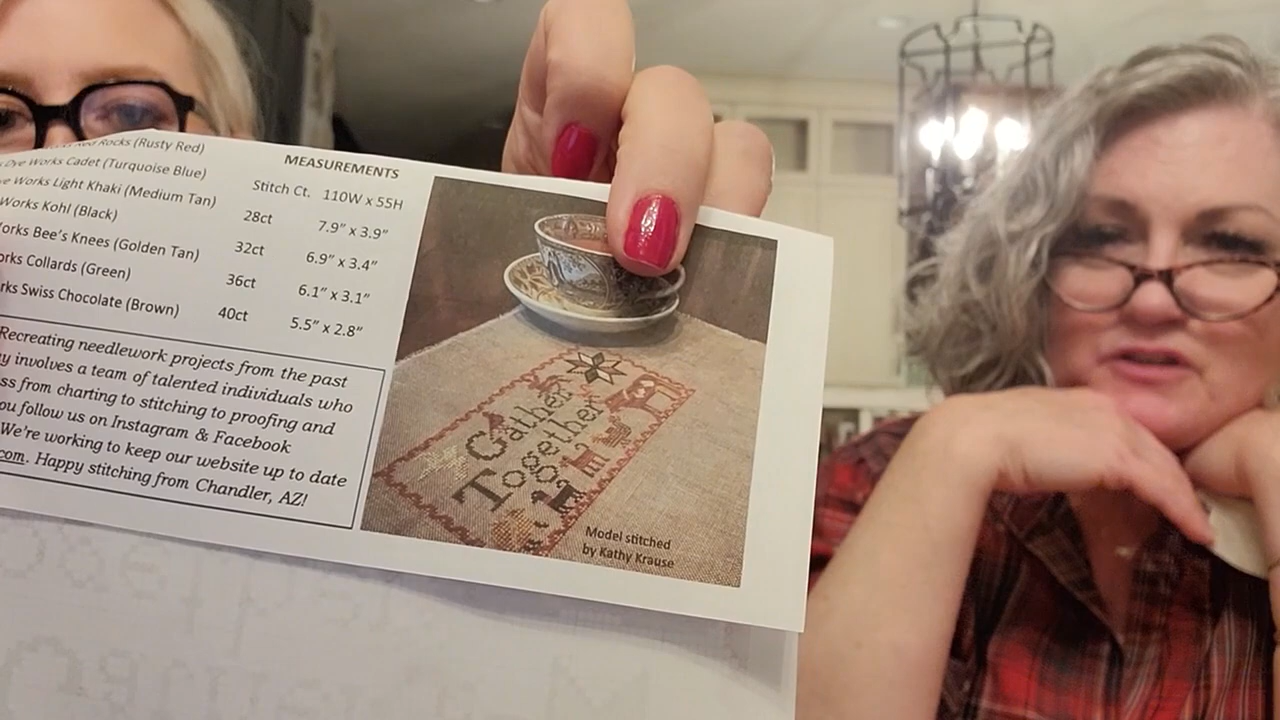 Red Rocks (Rusty Red)
Dye Works Cadet (Turquoise Blue)
Works Light Khaki (Medium Tan)
Works Kohl (Black)
Bee's Knees (Golden Tan)
Collards (Green)
Swiss Chocolate (Brown)
MEASUREMENTS
Stitch Ct. 110W x 55H
28ct 7.9" x 3.9"
32ct 6.9" x 3.4"
36ct 6.1" x 3.1"
40ct 5.5" x 2.8"
Recreating needlework projects from the past
involves a team of talented individuals who
from charting to stitching to proofing and
you follow us on Instagram & Facebook
We're working to keep our website up to date
com. Happy stitching from Chandler, AZ!
Gather
Together
Model stitched
by Kathy Krause